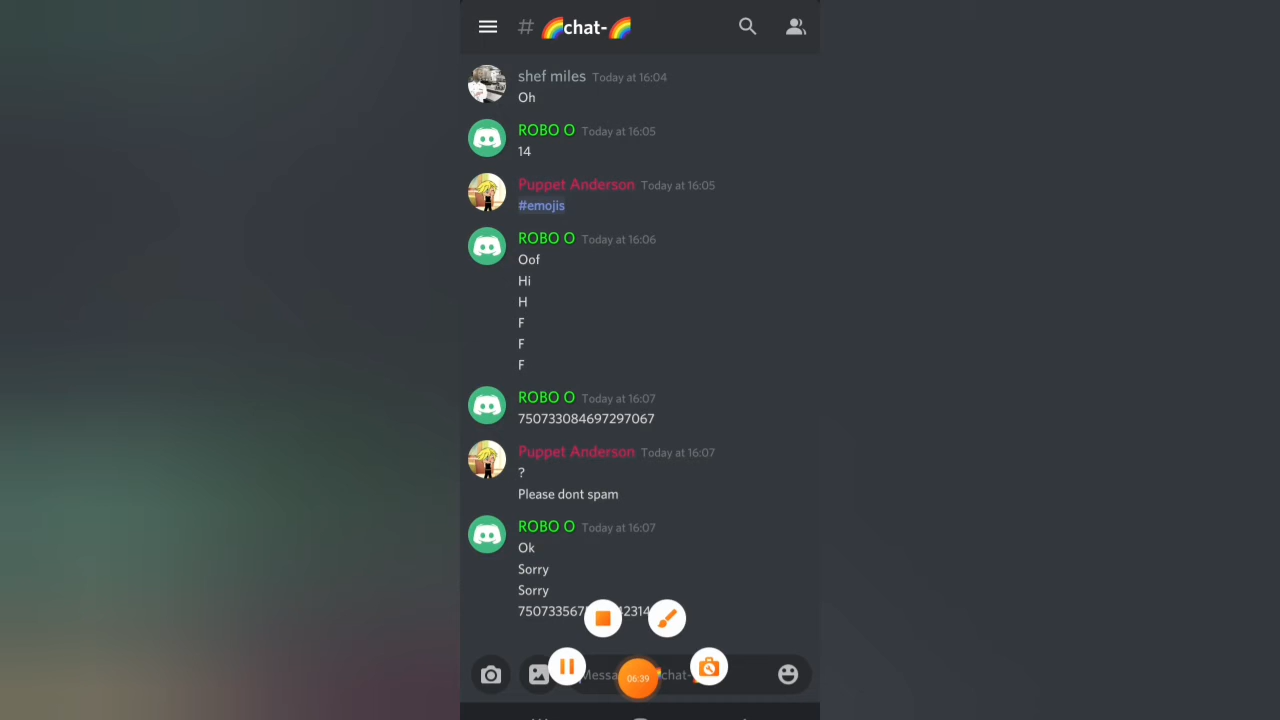 # 🌈chat-🌈
shef miles Today at 16:04
Oh
ROBO O Today at 16:05
14
Puppet Anderson Today at 16:05
#emojis
ROBO O Today at 16:06
Oof
Hi
H
F
F
F
ROBO O Today at 16:07
750733084697297067
Puppet Anderson Today at 16:07
?
Please dont spam
ROBO O Today at 16:07
Ok
Sorry
Sorry
06:39